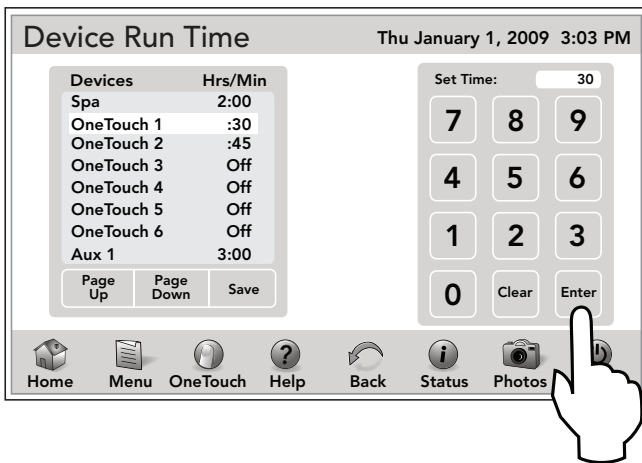 Device Run Time Thu January 1, 2009 3:03 PM
Devices Hrs/Min
Spa 2:00
OneTouch 1 :30
OneTouch 2 :45
OneTouch 3 Off
OneTouch 4 Off
OneTouch 5 Off
OneTouch 6 Off
Aux 1 3:00
Page Up Page Down Save
Set Time: 30
7 8 9
4 5 6
1 2 3
0 Clear Enter
Home Menu OneTouch Help Back Status Photos